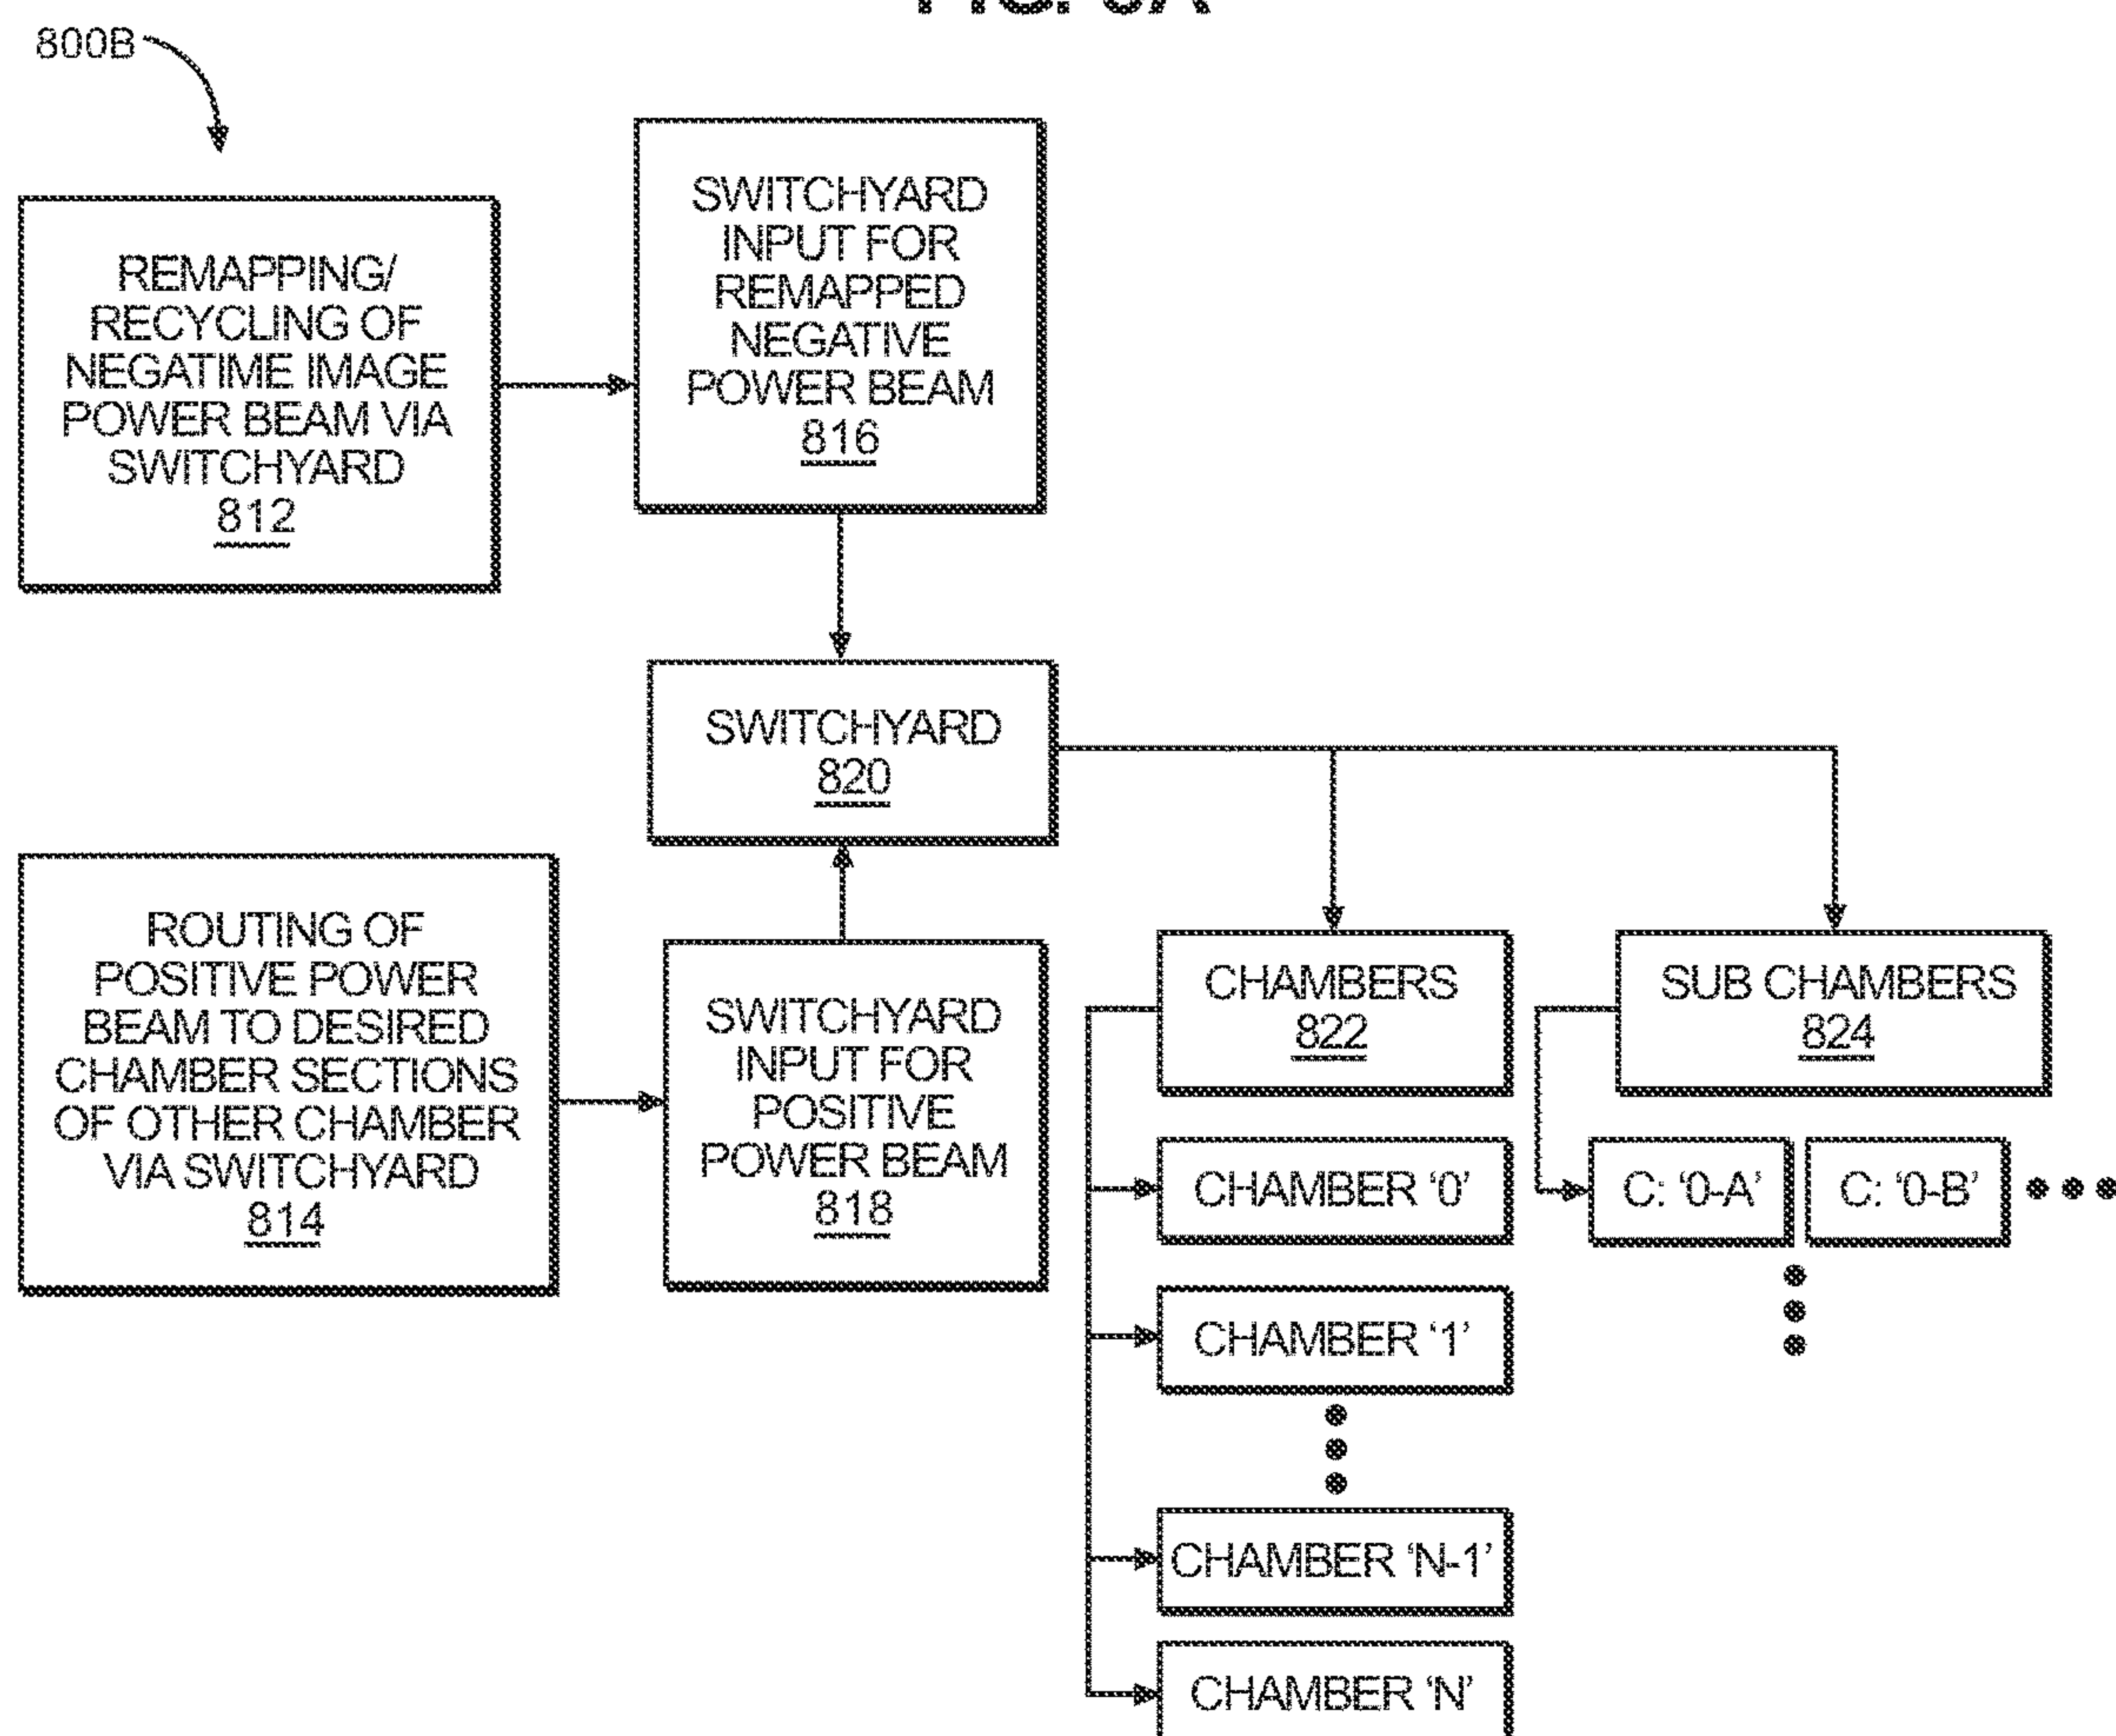 800B
REMAPPING/
RECYCLING OF
NEGATIME IMAGE
POWER BEAM VIA
SWITCHYARD
812
SWITCHYARD
INPUT FOR
REMAPPED
NEGATIVE
POWER BEAM
816
SWITCHYARD
820
ROUTING OF
POSITIVE POWER
BEAM TO DESIRED
CHAMBER SECTIONS
OF OTHER CHAMBER
VIA SWITCHYARD
814
SWITCHYARD
INPUT FOR
POSITIVE
POWER BEAM
818
CHAMBERS
822
SUB CHAMBERS
824
CHAMBER ‘0’
C: ‘0-A’
C: ‘0-B’
CHAMBER ‘1’
CHAMBER ‘N-1’
CHAMBER ‘N’